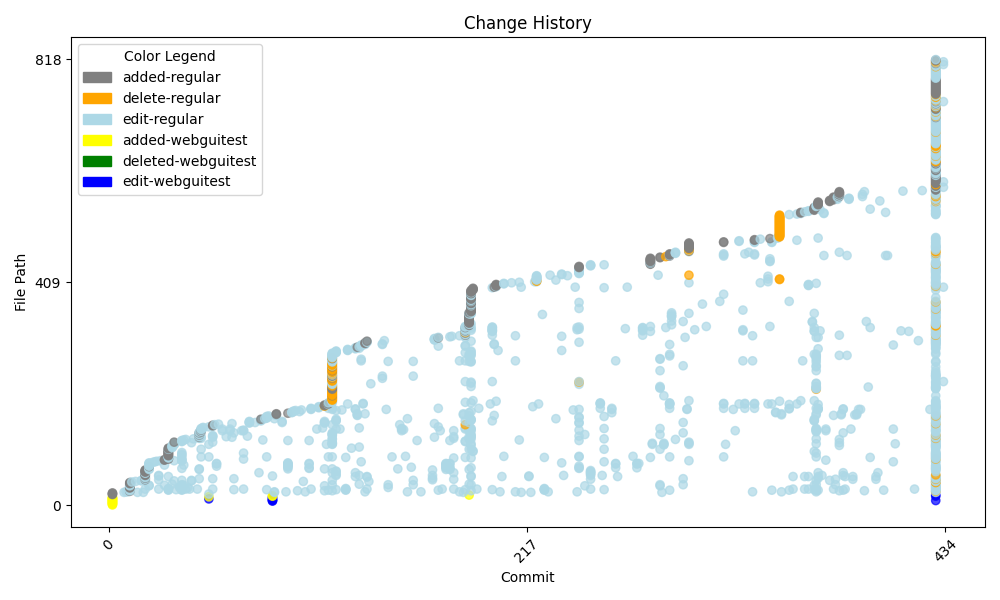 Change History
818
409
0
File Path
Color Legend
added-regular
delete-regular
edit-regular
added-webguitest
deleted-webguitest
edit-webguitest
0
217
434
Commit